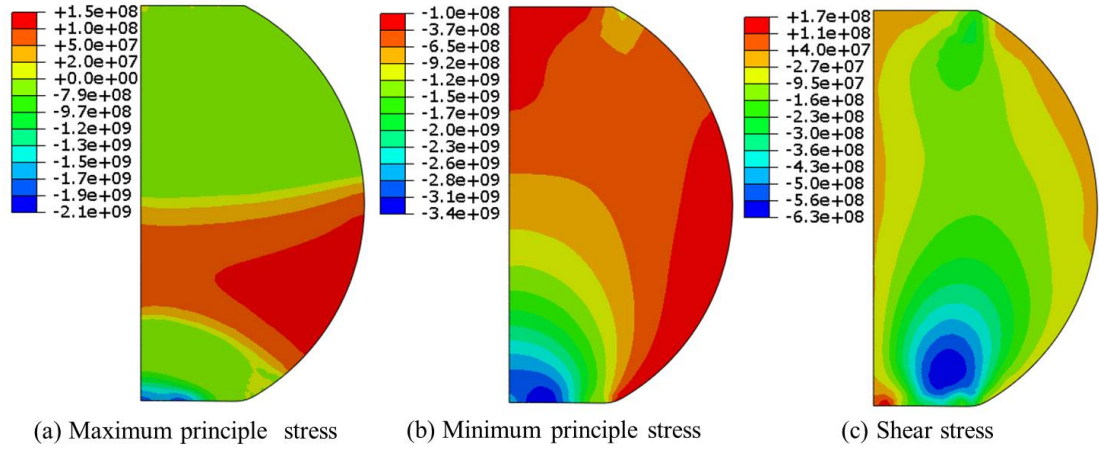 +1.5e+08
+1.0e+08
+5.0e+07
+2.0e+07
+0.0e+00
-7.9e+08
-9.7e+08
-1.2e+09
-1.3e+09
-1.5e+09
-1.7e+09
-1.9e+09
-2.1e+09
-1.0e+08
-3.7e+08
-6.5e+08
-9.2e+08
-1.2e+09
-1.5e+09
-1.7e+09
-2.0e+09
-2.3e+09
-2.6e+09
-2.8e+09
-3.1e+09
-3.4e+09
+1.7e+08
+1.1e+08
+4.0e+07
-2.7e+07
-9.5e+07
-1.6e+08
-2.3e+08
-3.0e+08
-3.6e+08
-4.3e+08
-5.0e+08
-5.6e+08
-6.3e+08
(a) Maximum principle stress
(b) Minimum principle stress
(c) Shear stress